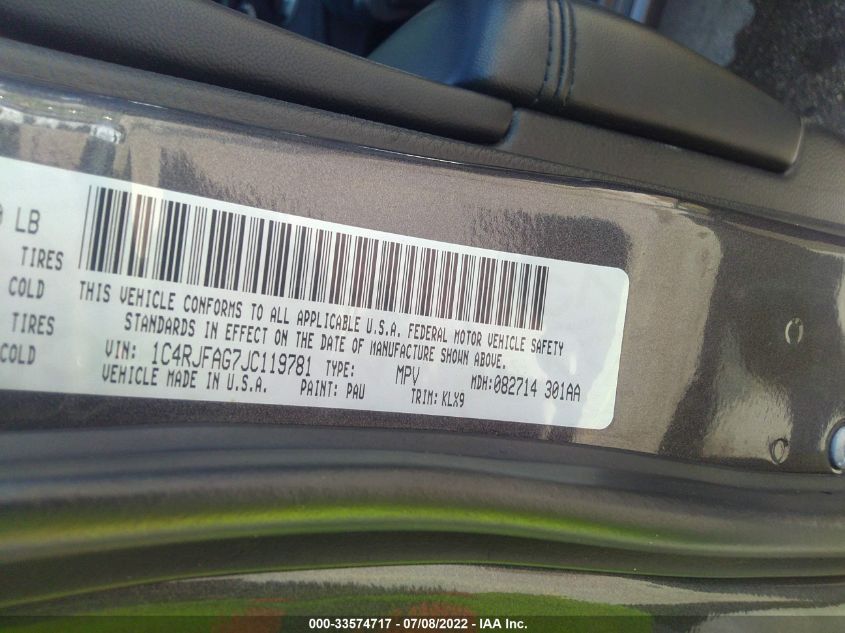 LB
TIRES
COLD
TIRES
COLD
THIS VEHICLE CONFORMS TO ALL APPLICABLE U.S.A. FEDERAL MOTOR VEHICLE SAFETY
STANDARDS IN EFFECT ON THE DATE OF MANUFACTURE SHOWN ABOVE.
VIN: 1C4RJFAG7JC119781 TYPE: MPV MDH:082714 301AA
VEHICLE MADE IN U.S.A. PAINT: PAU TRIM: KLX9
000-33574717 - 07/08/2022 - IAA Inc.